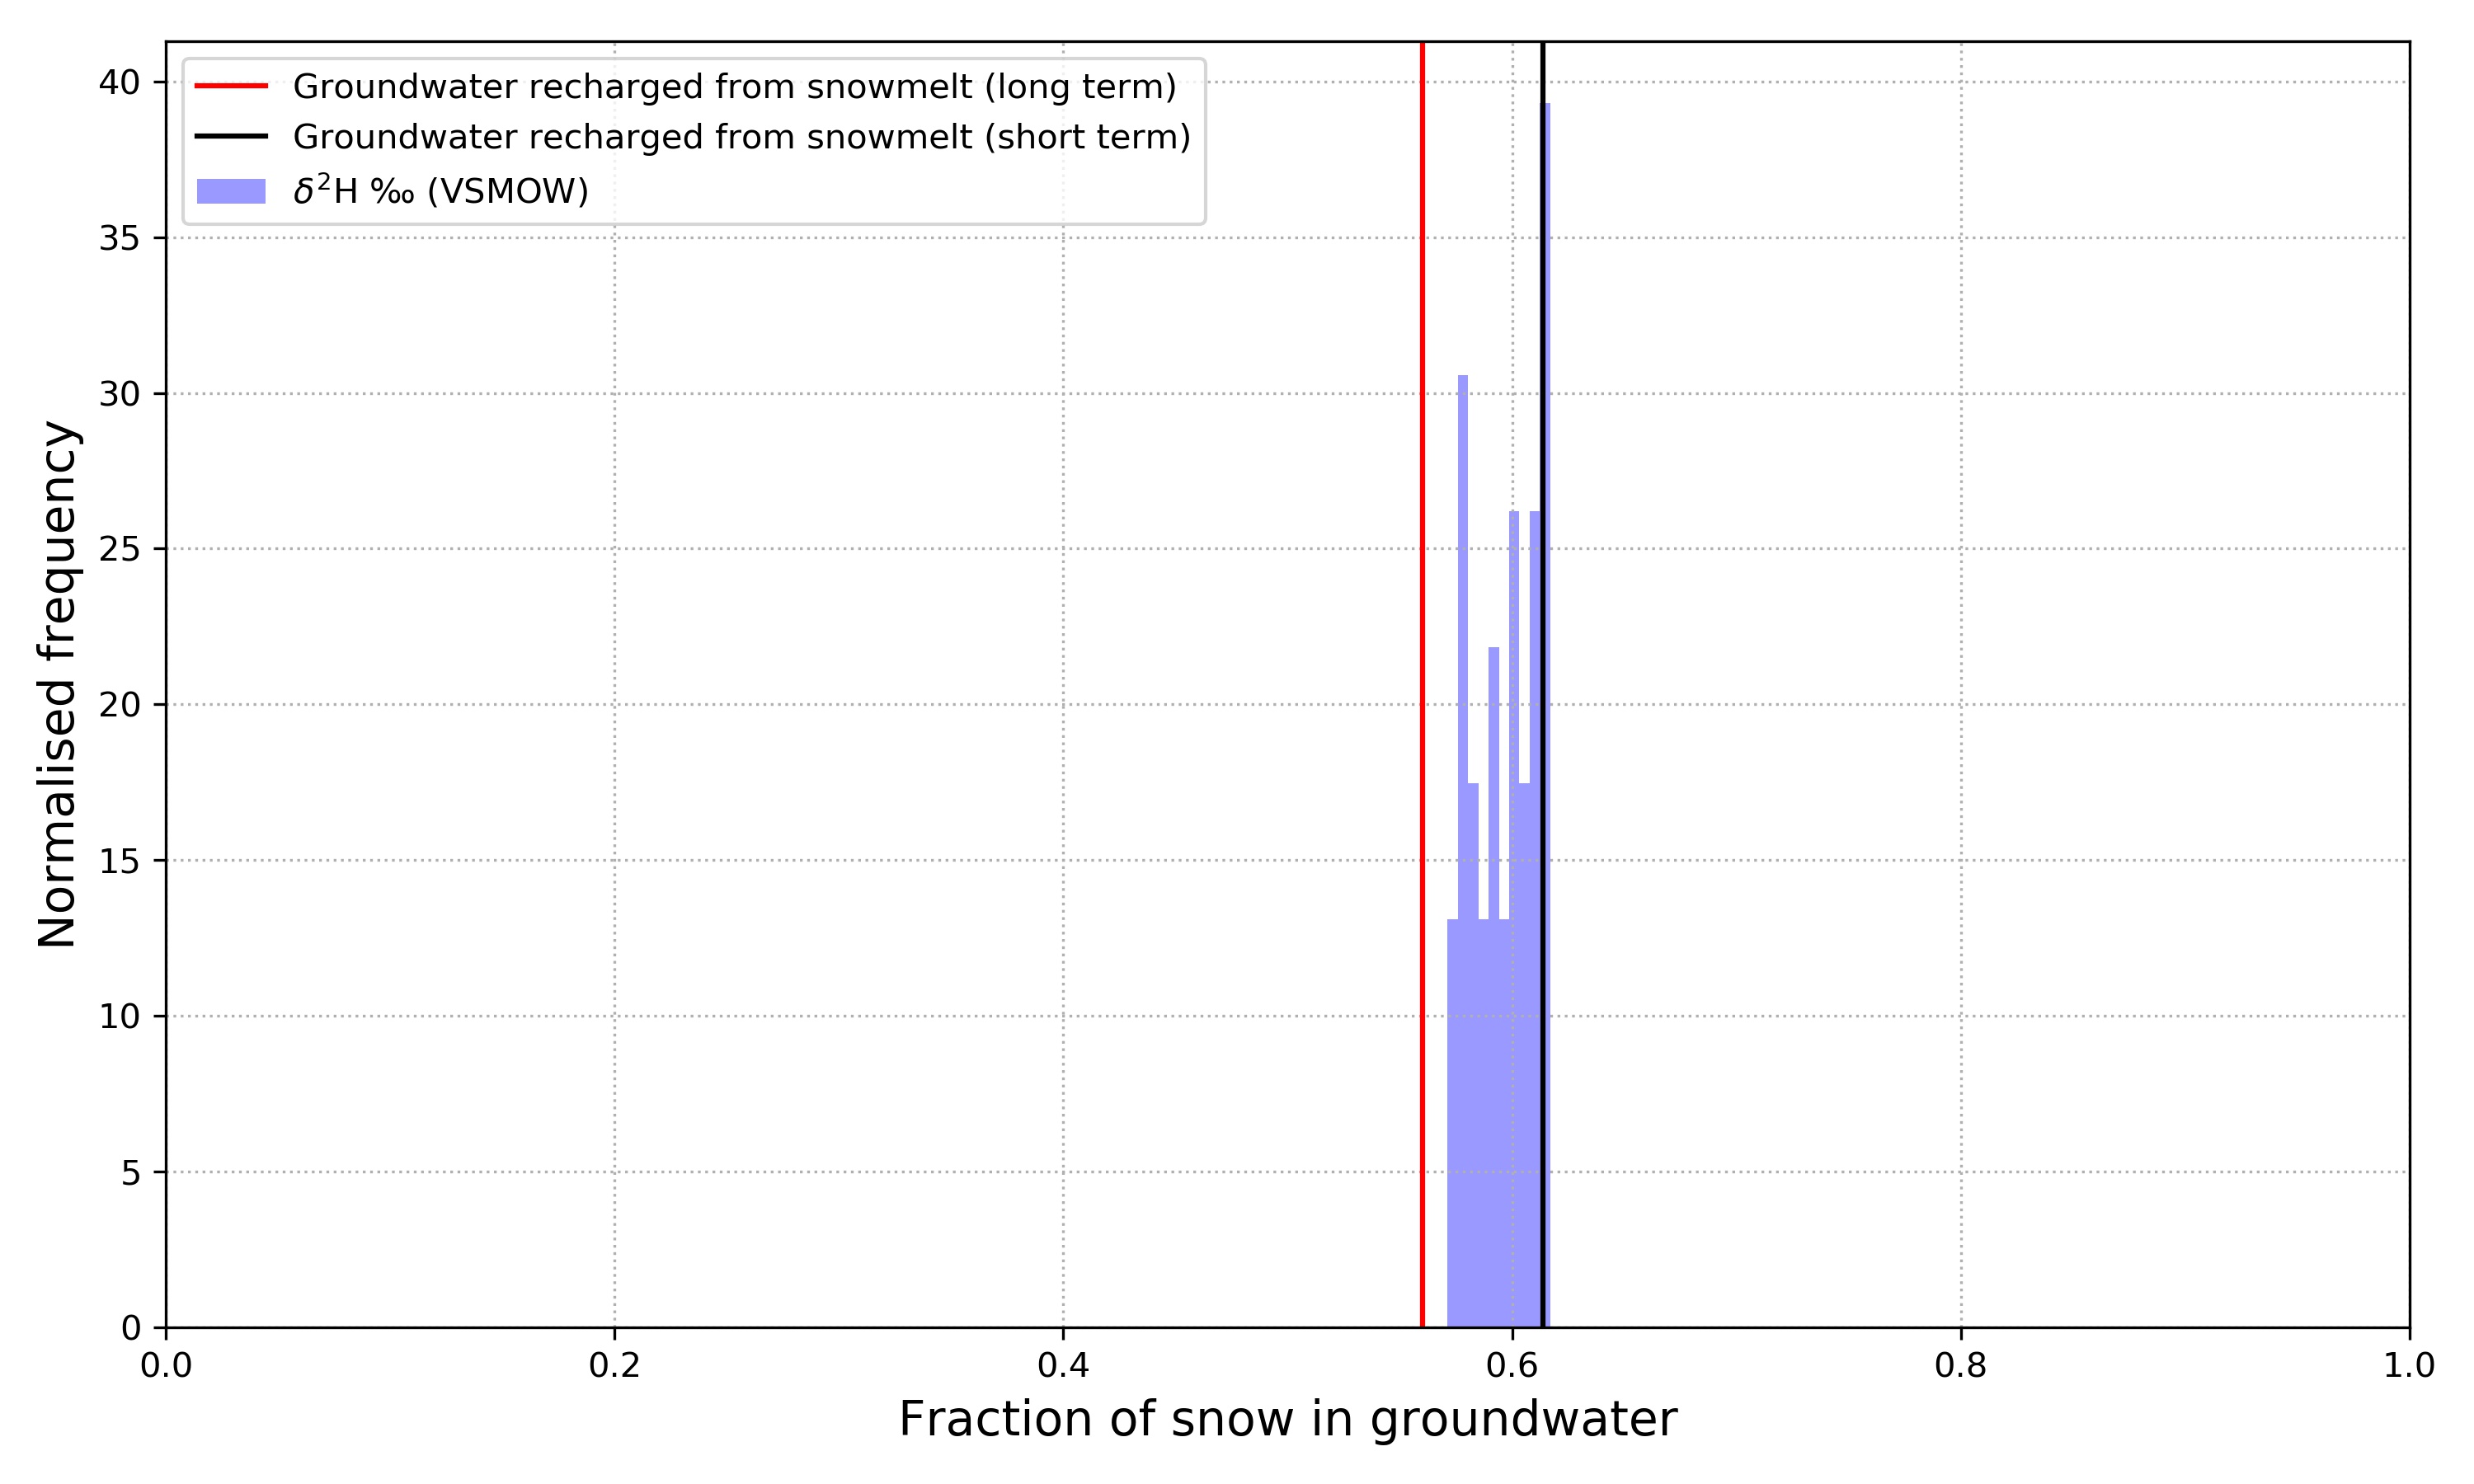 Groundwater recharged from snowmelt (long term)
Groundwater recharged from snowmelt (short term)
δ²H ‰ (VSMOW)
Normalised frequency
40
35
30
25
20
15
10
5
0
0.0 0.2 0.4 0.6 0.8 1.0
Fraction of snow in groundwater